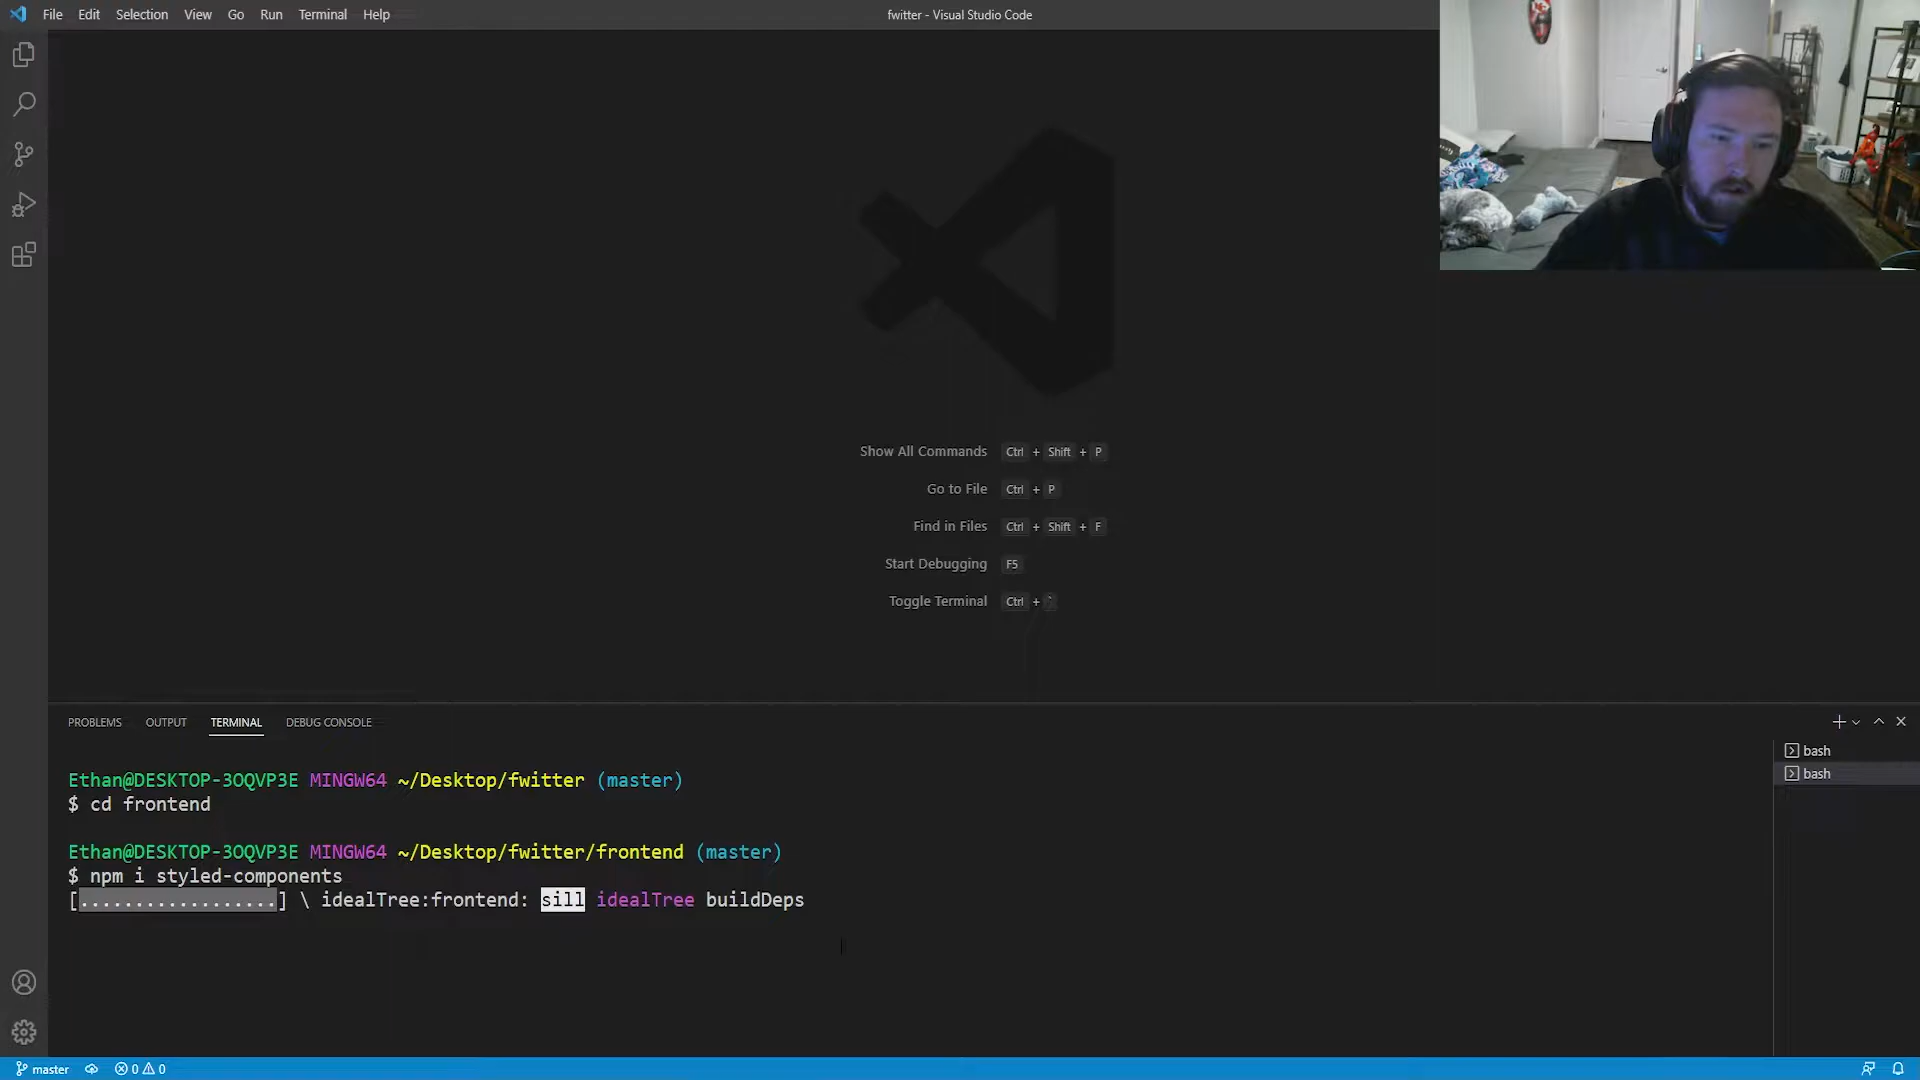 File Edit Selection View Go Run Terminal Help
fwitter - Visual Studio Code
Show All Commands Ctrl + Shift + P
Go to File Ctrl + P
Find in Files Ctrl + Shift + F
Start Debugging F5
Toggle Terminal Ctrl + `
PROBLEMS OUTPUT TERMINAL DEBUG CONSOLE
Ethan@DESKTOP-3OQVP3E MINGW64 ~/Desktop/fwitter (master)
$ cd frontend
Ethan@DESKTOP-3OQVP3E MINGW64 ~/Desktop/fwitter/frontend (master)
$ npm i styled-components
[..................] \ idealTree:frontend: sill idealTree buildDeps
bash
bash
master 0 0